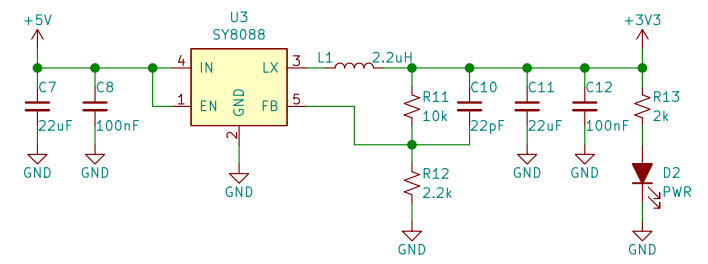 +5V
U3
SY8088
+3V3
4 IN
LX 3
L1 2.2uH
C7
22uF
C8
100nF
1 EN
GND
FB 5
2
R11
10k
C10
22pF
C11
22uF
C12
100nF
R13
2k
GND
GND
GND
R12
2.2k
GND
GND
D2
PWR
GND
GND